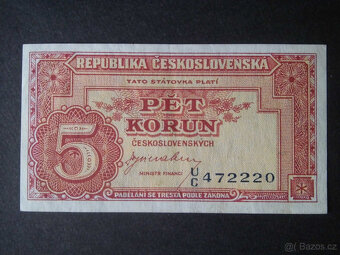 REPUBLIKA ČESKOSLOVENSKÁ
TATO STÁTOVKA PLATÍ
PĚT
KORUN
ČESKOSLOVENSKÝCH
5
MINISTR FINANCÍ
U/C 472220
PADĚLÁNÍ SE TRESTÁ PODLE ZÁKONA
Bazos.cz